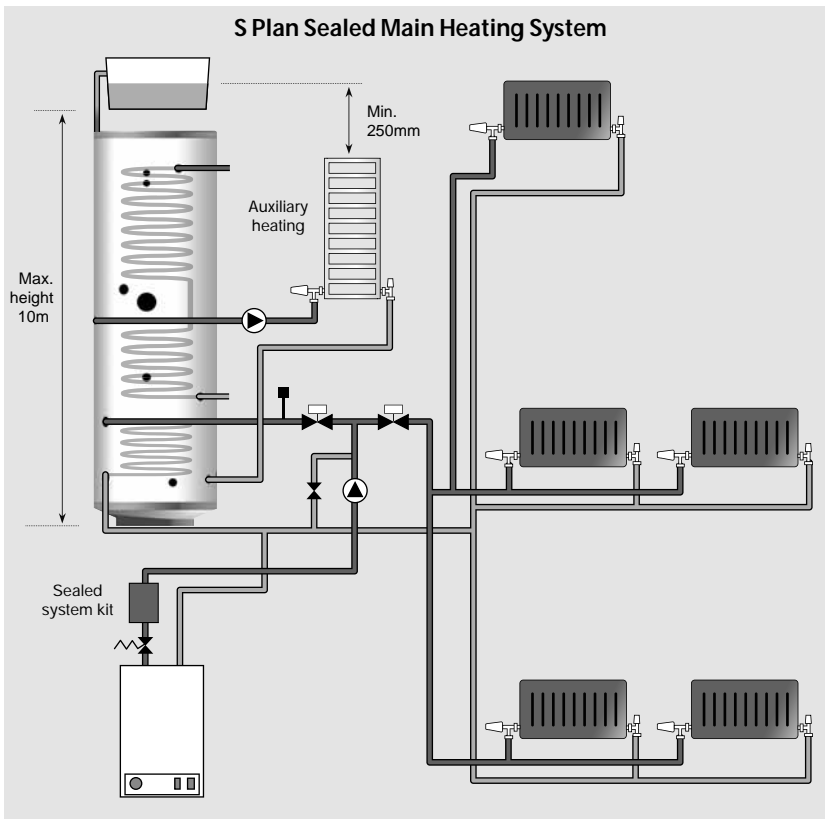 S Plan Sealed Main Heating System
Min.
250mm
Auxiliary
heating
Max.
height
10m
Sealed
system kit